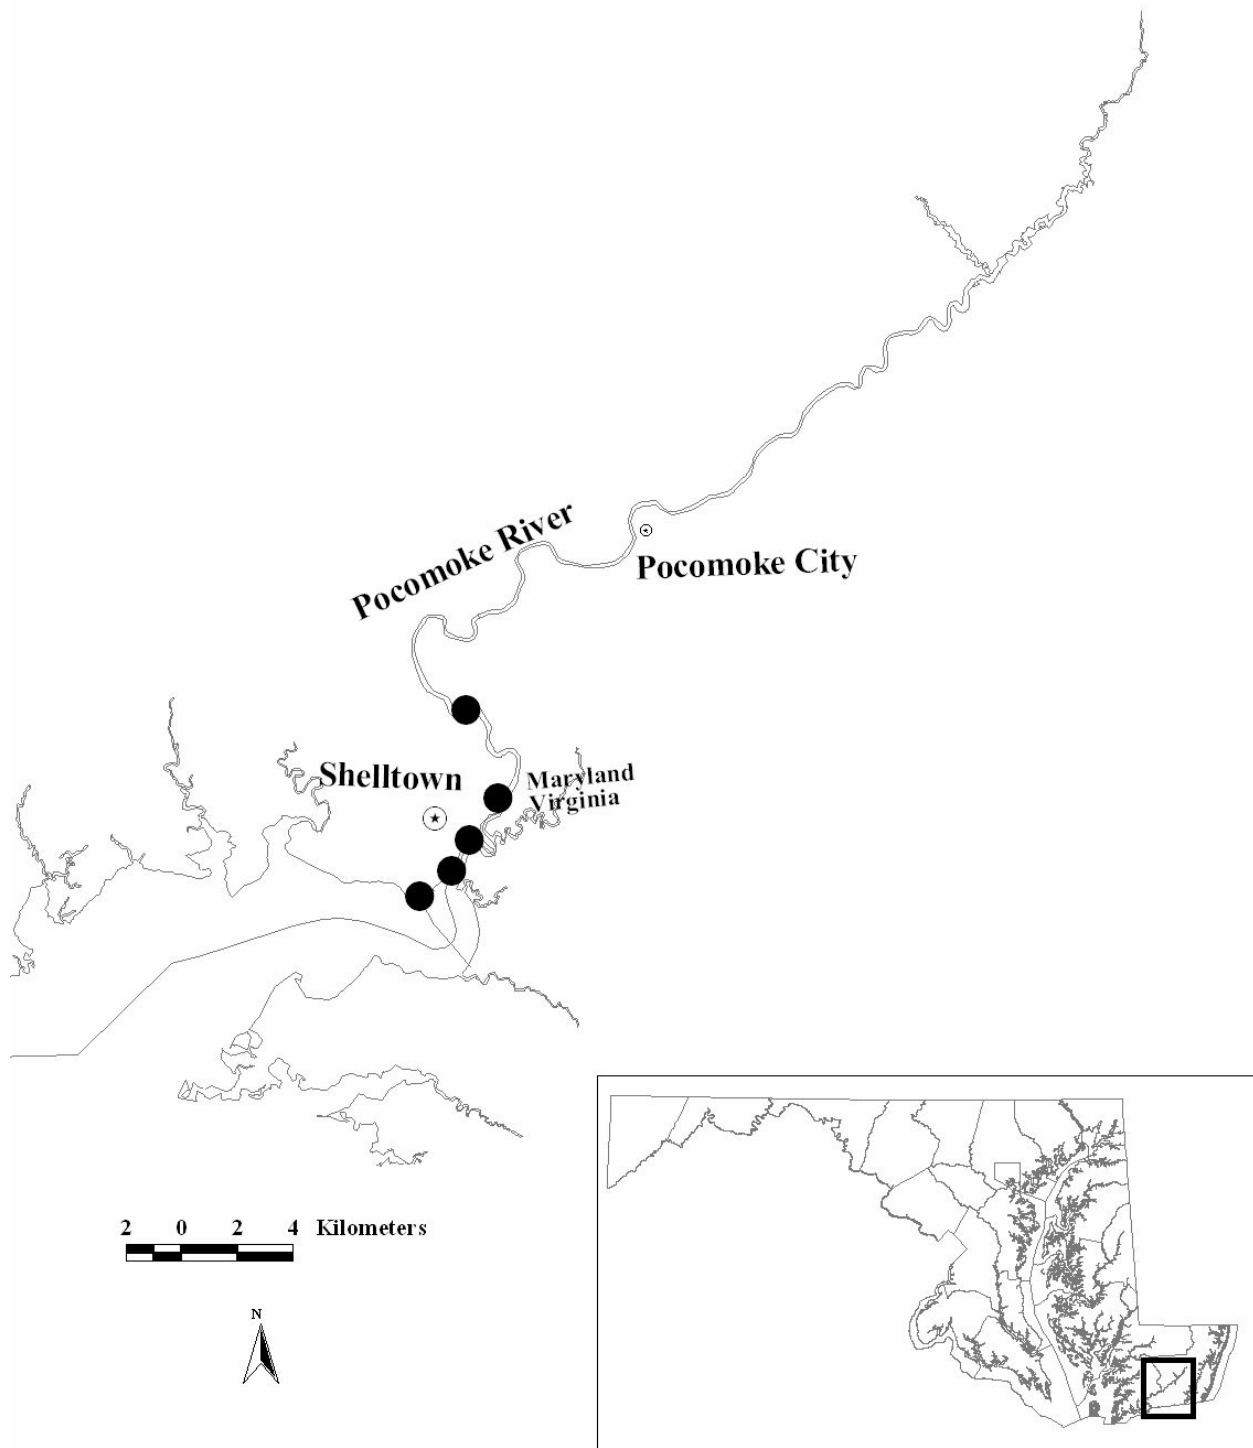 Pocomoke River
Pocomoke City
Shelltown
Maryland
Virginia
2 0 2 4 Kilometers
N